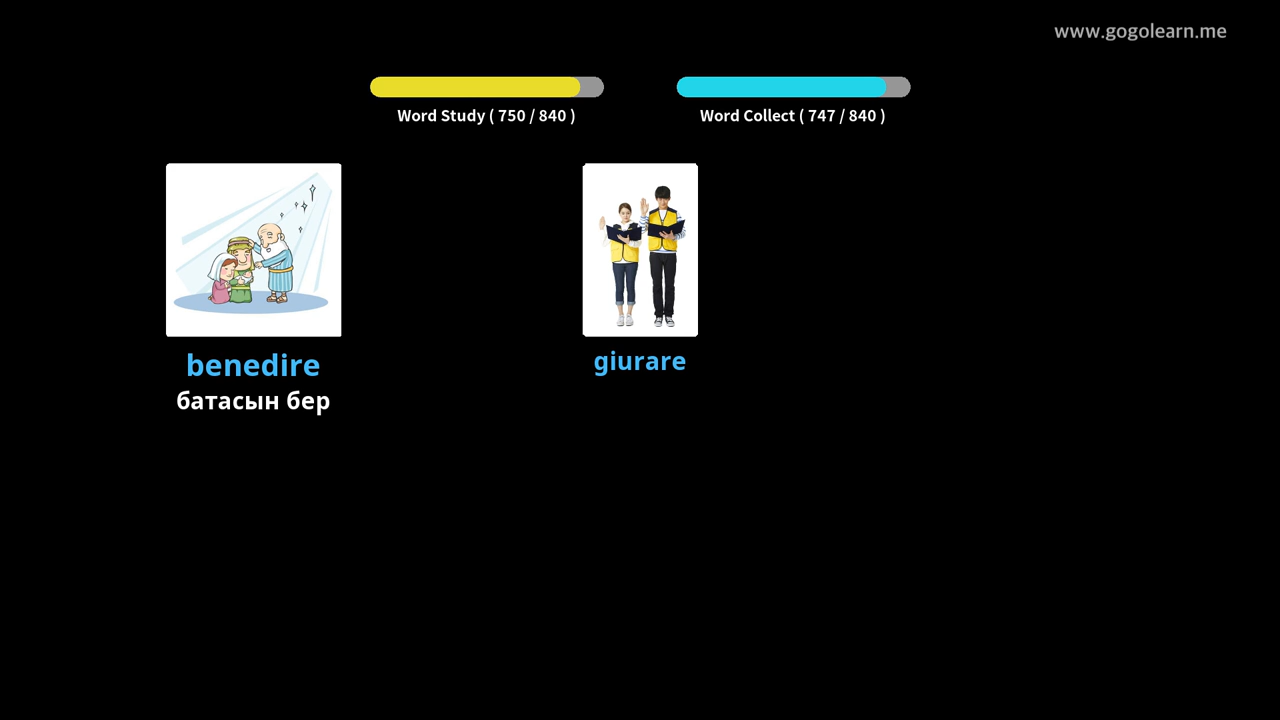 www.gogolearn.me
Word Study ( 750 / 840 )
Word Collect ( 747 / 840 )
benedire
батасын бер
giurare